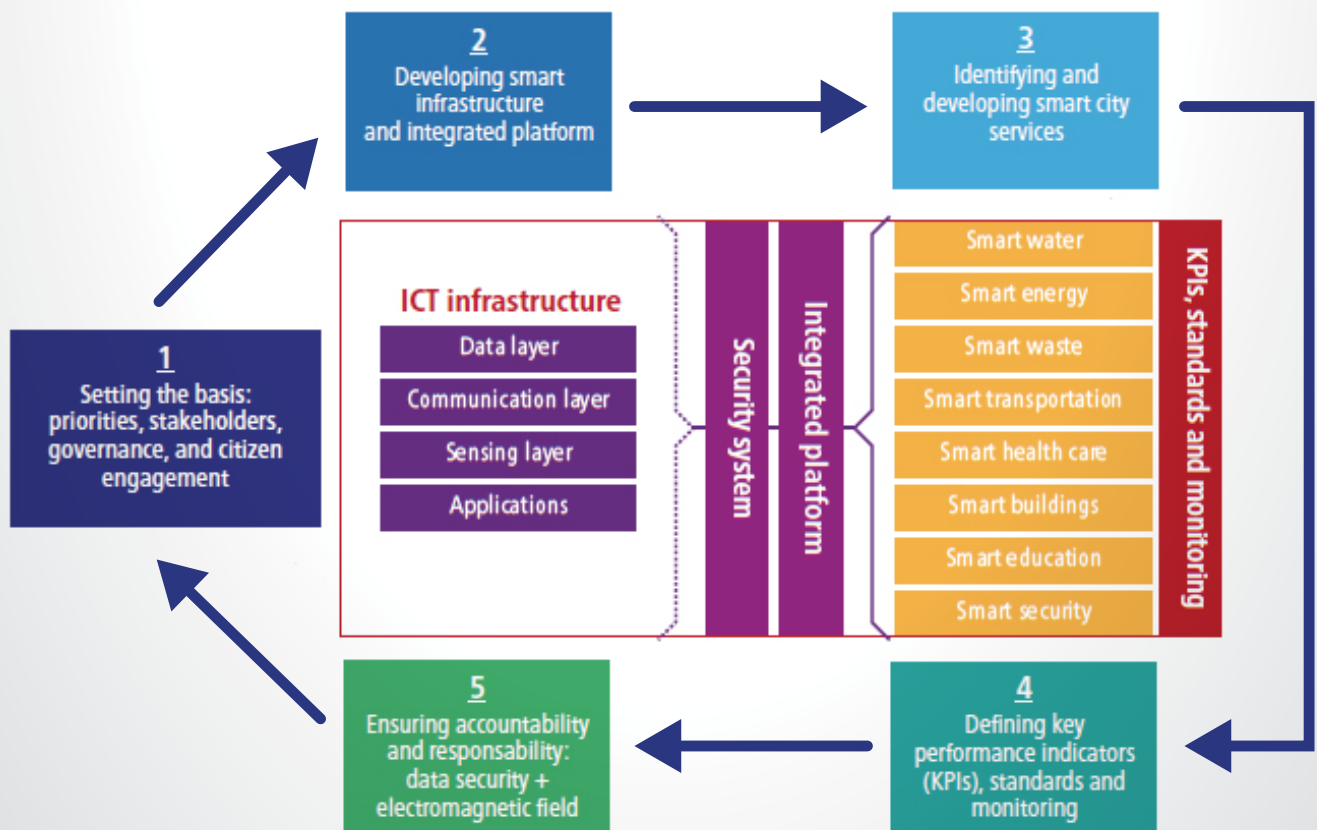 2
Developing smart
infrastructure
and integrated platform
3
Identifying and
developing smart city
services
1
Setting the basis:
priorities, stakeholders,
governance, and citizen
engagement
ICT infrastructure
Data layer
Communication layer
Sensing layer
Applications
Security system
Integrated platform
Smart water
Smart energy
Smart waste
Smart transportation
Smart health care
Smart buildings
Smart education
Smart security
KPIs, standards and monitoring
5
Ensuring accountability
and responsability:
data security +
electromagnetic field
4
Defining key
performance indicators
(KPIs), standards and
monitoring